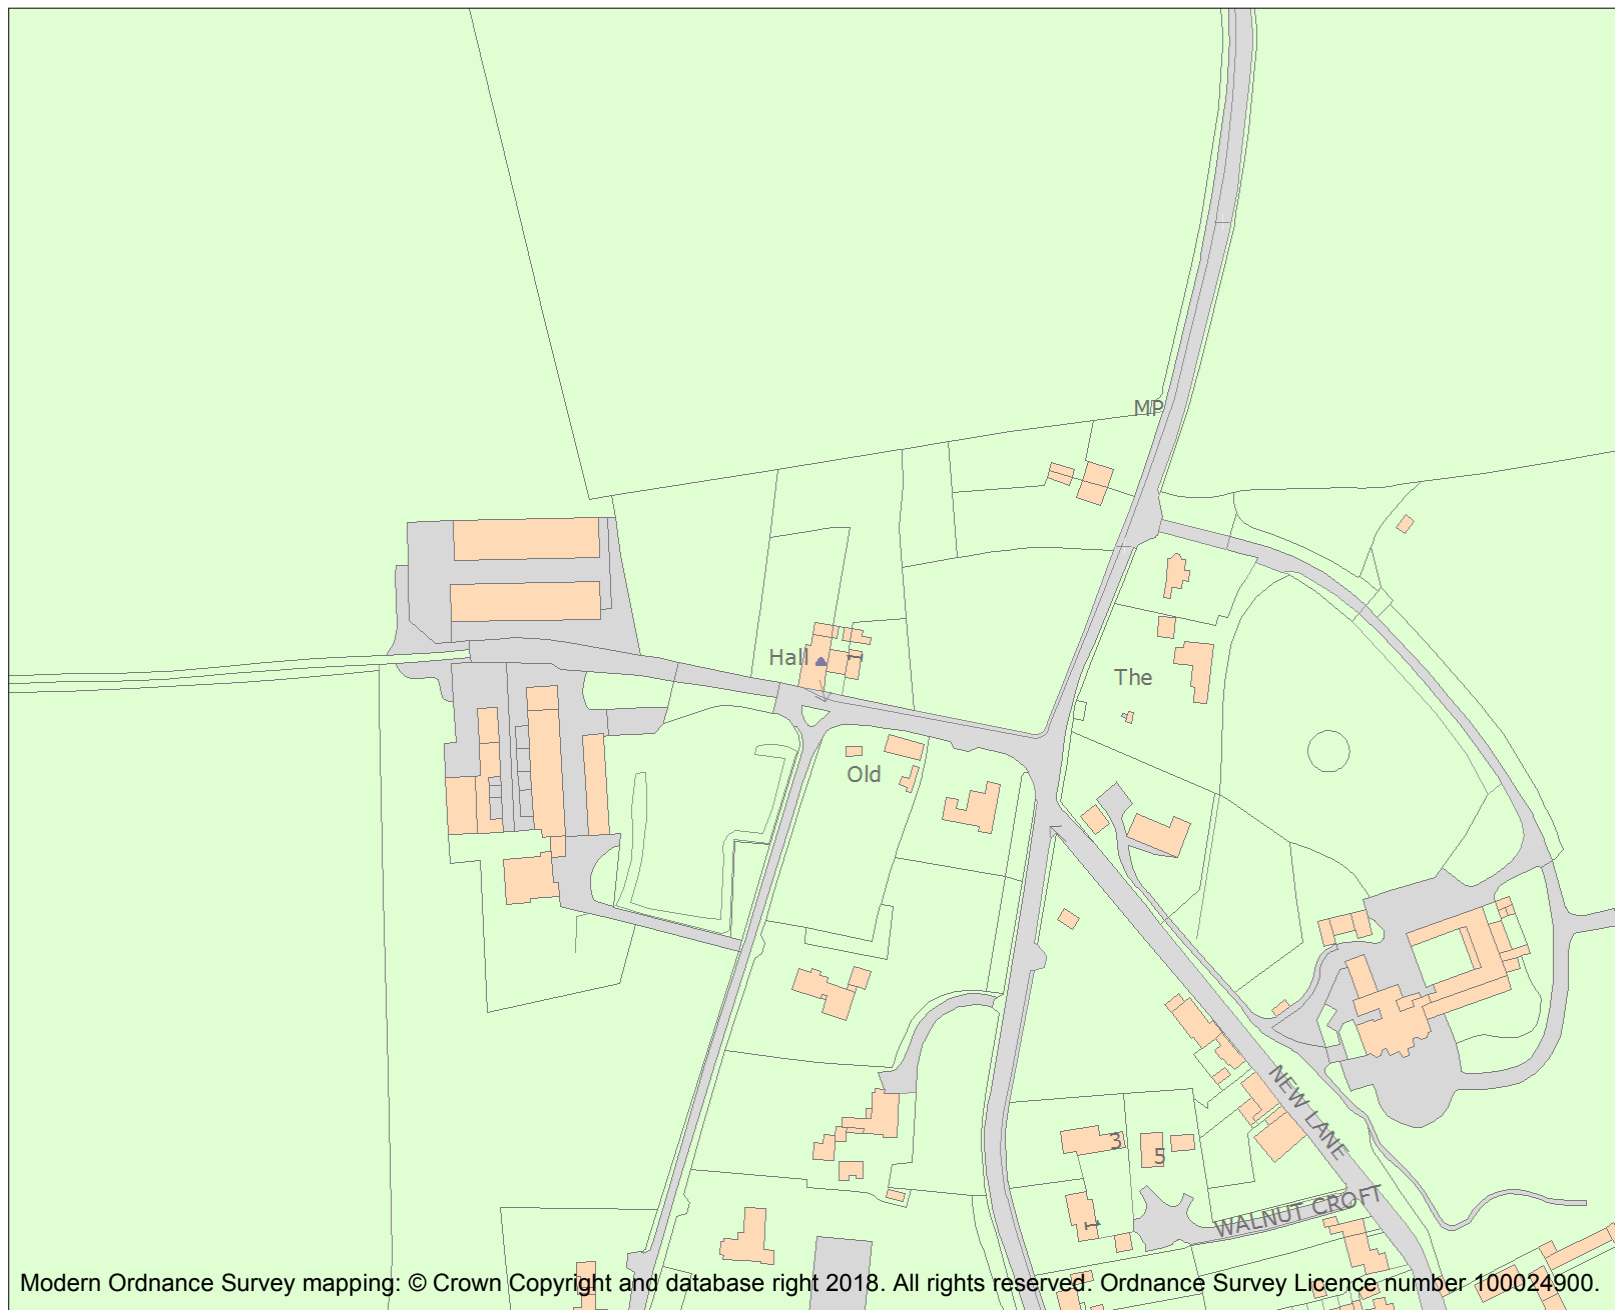 MP
Hall
1
The
Old
NEW LANE
3
5
1
WALNUT CROFT
Modern Ordnance Survey mapping: © Crown Copyright and database right 2018. All rights reserved. Ordnance Survey Licence number 100024900.